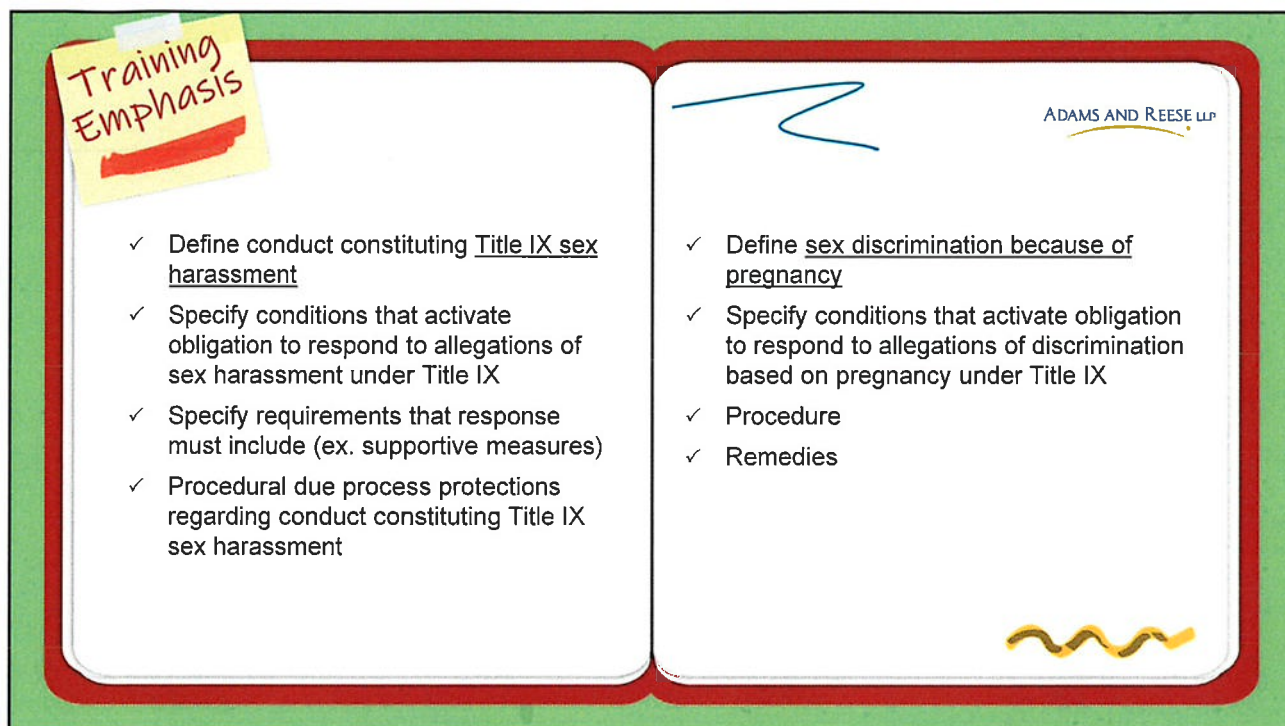 Training
Emphasis
ADAMS AND REESE LLP
✓ Define conduct constituting Title IX sex
harassment
✓ Specify conditions that activate
obligation to respond to allegations of
sex harassment under Title IX
✓ Specify requirements that response
must include (ex. supportive measures)
✓ Procedural due process protections
regarding conduct constituting Title IX
sex harassment
✓ Define sex discrimination because of
pregnancy
✓ Specify conditions that activate obligation
to respond to allegations of discrimination
based on pregnancy under Title IX
✓ Procedure
✓ Remedies